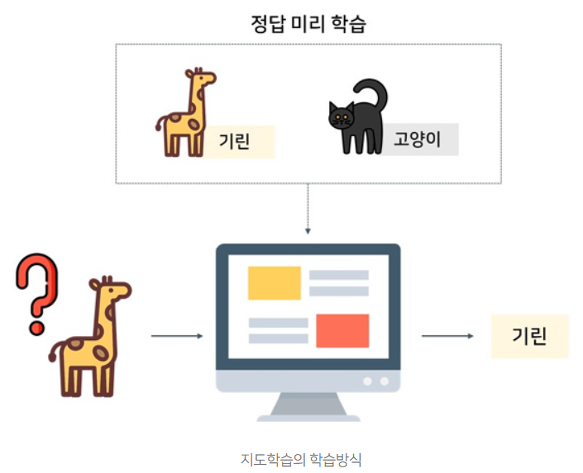 정답 미리 학습
기린
고양이
기린
지도학습의 학습방식